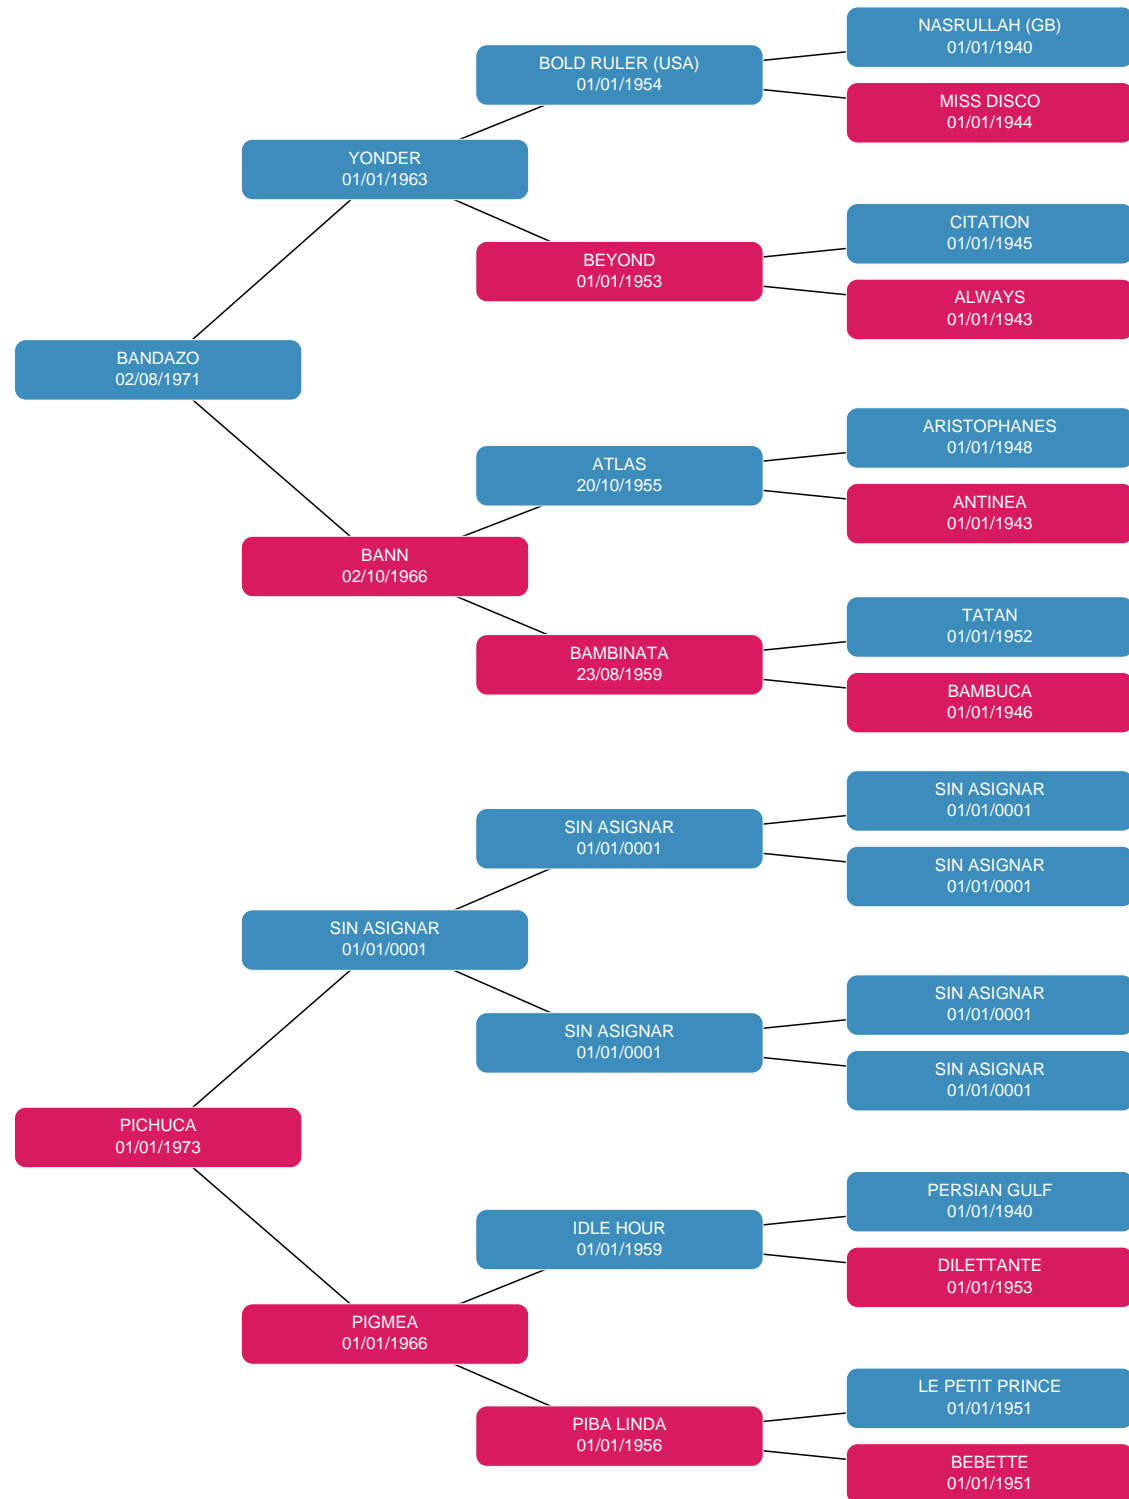 NASRULLAH (GB)
01/01/1940
BOLD RULER (USA)
01/01/1954
MISS DISCO
01/01/1944
YONDER
01/01/1963
CITATION
01/01/1945
BEYOND
01/01/1953
ALWAYS
01/01/1943
BANDAZO
02/08/1971
ARISTOPHANES
01/01/1948
ATLAS
20/10/1955
ANTINEA
01/01/1943
BANN
02/10/1966
TATAN
01/01/1952
BAMBINATA
23/08/1959
BAMBUCA
01/01/1946
SIN ASIGNAR
01/01/0001
SIN ASIGNAR
01/01/0001
SIN ASIGNAR
01/01/0001
SIN ASIGNAR
01/01/0001
SIN ASIGNAR
01/01/0001
SIN ASIGNAR
01/01/0001
SIN ASIGNAR
01/01/0001
PICHUCA
01/01/1973
PERSIAN GULF
01/01/1940
IDLE HOUR
01/01/1959
DILETTANTE
01/01/1953
PIGMEA
01/01/1966
LE PETIT PRINCE
01/01/1951
PIBA LINDA
01/01/1956
BEBETTE
01/01/1951